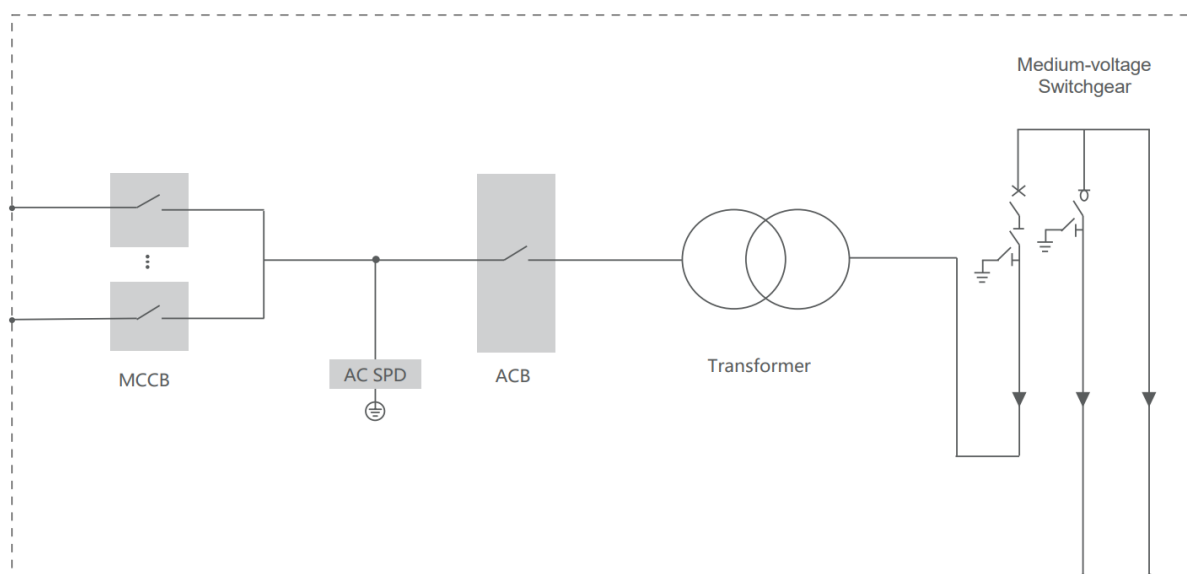 Medium-voltage
Switchgear
MCCB
AC SPD
ACB
Transformer